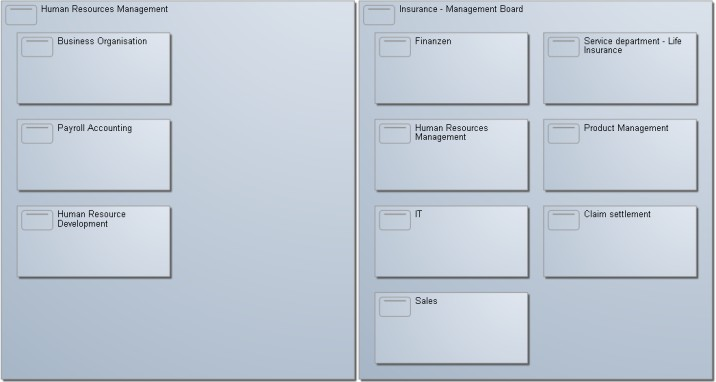 Human Resources Management
Business Organisation
Payroll Accounting
Human Resource
Development
Insurance - Management Board
Finanzen
Service department - Life
Insurance
Human Resources
Management
Product Management
IT
Claim settlement
Sales